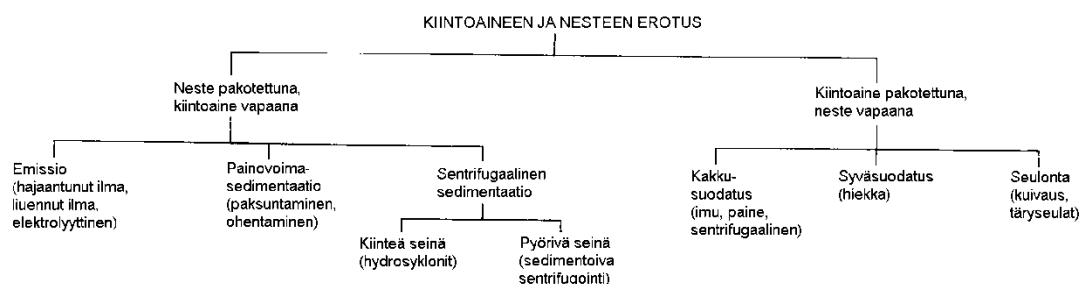 KIINTOAINEEN JA NESTEEN EROTUS
Neste pakotettuna,
kiintoaine vapaana
Kiintoaine pakotettuna,
neste vapaana
Emissio
(hajaantunut ilma,
liuennut ilma,
elektrolyyttinen)
Painovoima-
sedimentaatio
(paksuntaminen,
ohentaminen)
Sentrifugaalinen
sedimentaatio
Kakku-
suodatus
(imu, paine,
sentrifugaalinen)
Syväsuodatus
(hiekka)
Seulonta
(kuivaus,
täryseulat)
Kiinteä seinä
(hydrosyklonit)
Pyörivä seinä
(sedimentoiva
sentrifugointi)